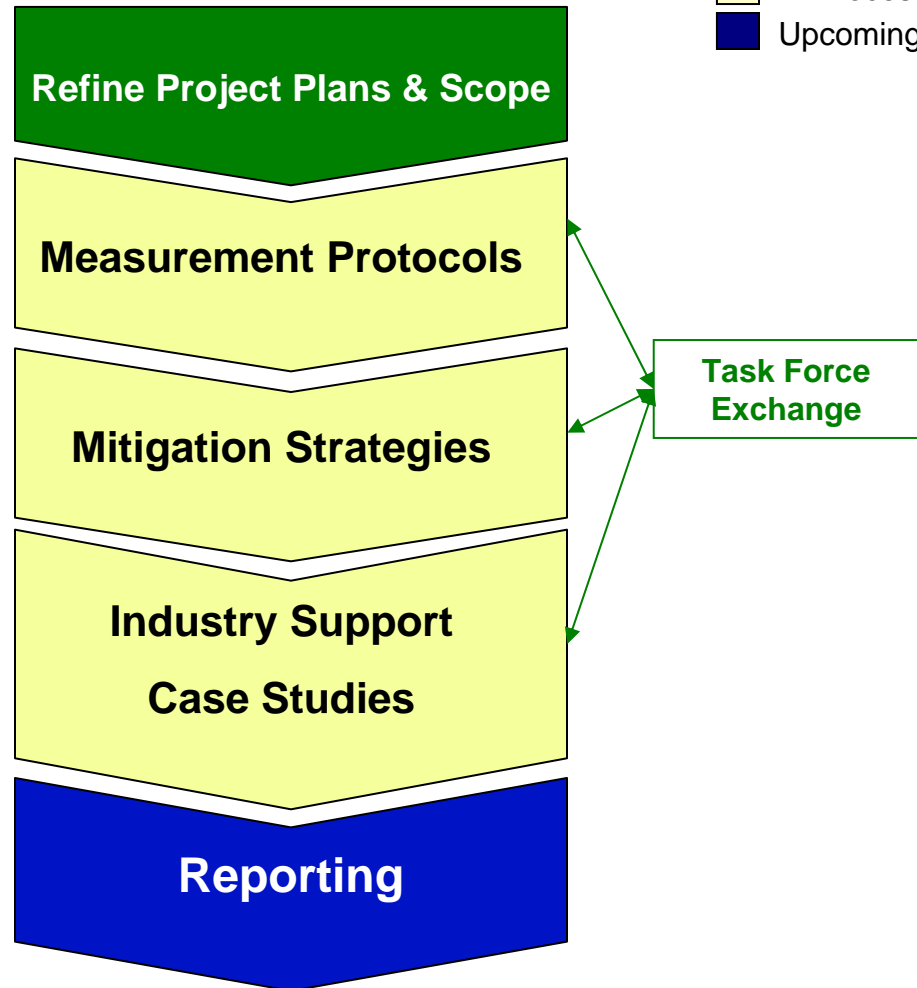 Upcoming
Refine Project Plans & Scope
Measurement Protocols
Mitigation Strategies
Task Force
Exchange
Industry Support
Case Studies
Reporting